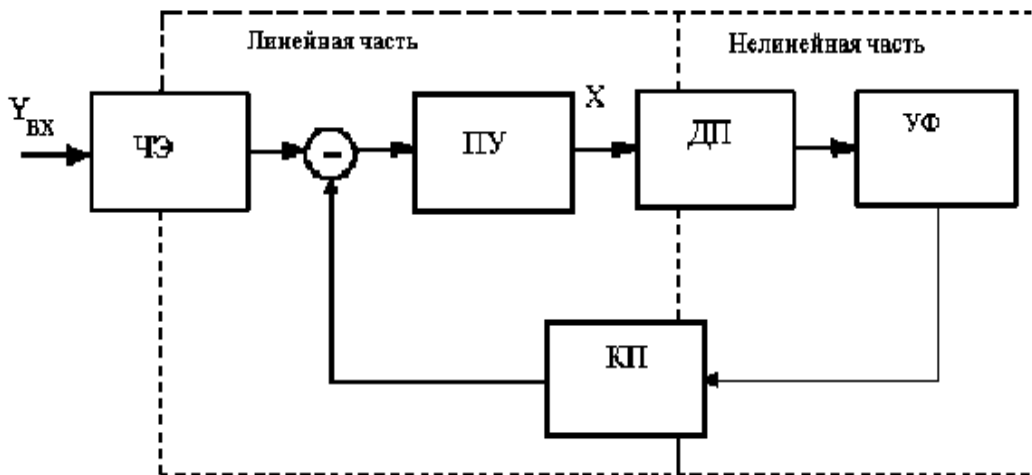 Линейная часть
Нелинейная часть
Y вх
ЧЭ
-
ПУ
X
ДП
УФ
КП